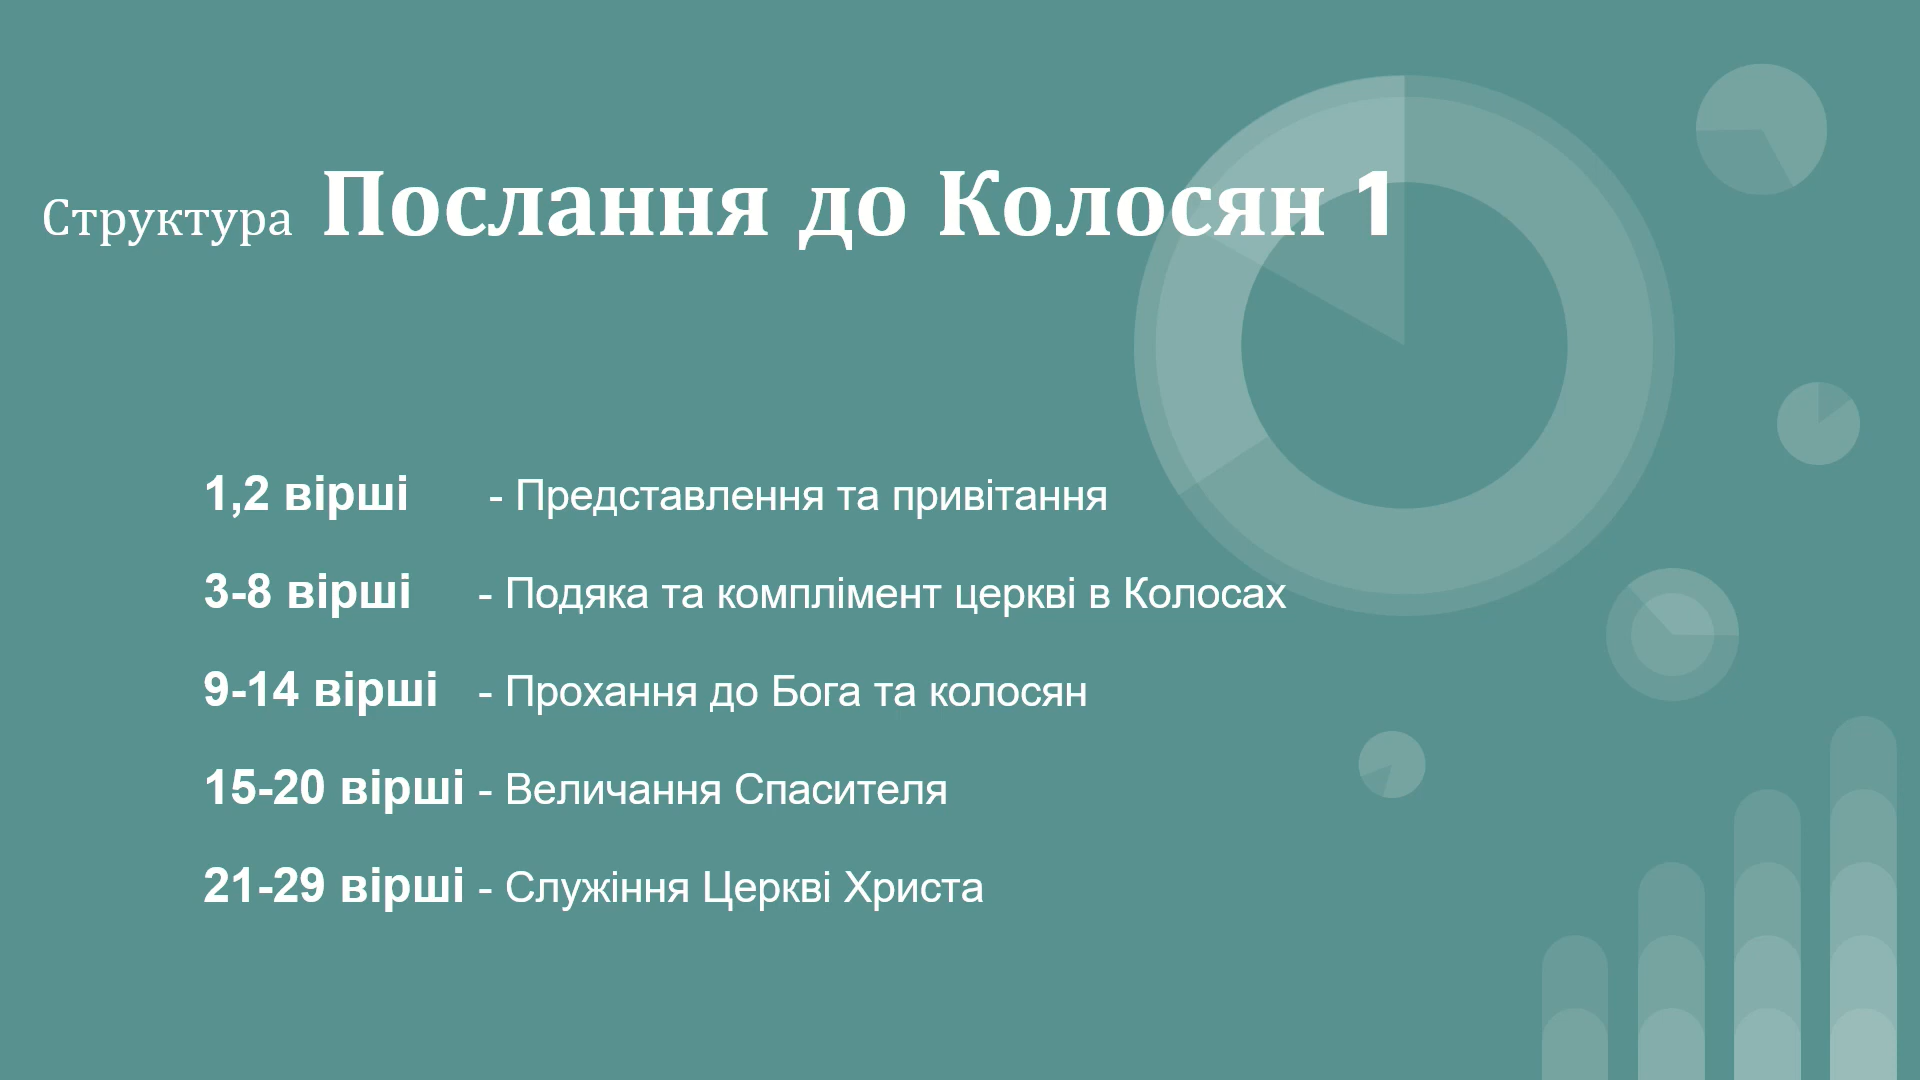 Структура Послання до Колосян 1
1,2 вірші - Представлення та привітання
3-8 вірші - Подяка та комплімент церкві в Колосах
9-14 вірші - Прохання до Бога та колосян
15-20 вірші - Величання Спасителя
21-29 вірші - Служіння Церкві Христа